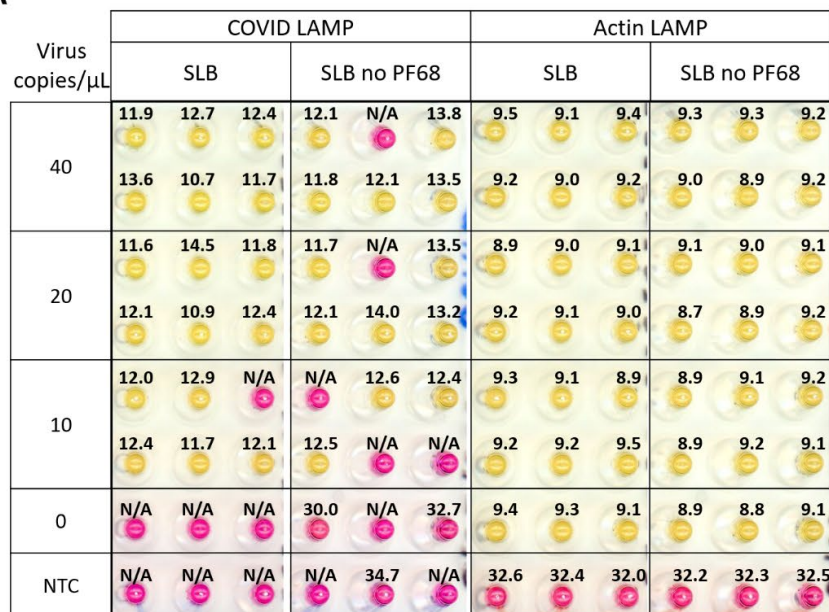 COVID LAMP Actin LAMP
Virus
copies/µL
SLB SLB no PF68 SLB SLB no PF68
11.9 12.7 12.4 12.1 N/A 13.8 9.5 9.1 9.4 9.3 9.3 9.2
40
13.6 10.7 11.7 11.8 12.1 13.5 9.2 9.0 9.2 9.0 8.9 9.2
11.6 14.5 11.8 11.7 N/A 13.5 8.9 9.0 9.1 9.1 9.0 9.1
20
12.1 10.9 12.4 12.1 14.0 13.2 9.2 9.1 9.0 8.7 8.9 9.2
12.0 12.9 N/A N/A 12.6 12.4 9.3 9.1 8.9 8.9 9.1 9.2
10
12.4 11.7 12.1 12.5 N/A N/A 9.2 9.2 9.5 8.9 9.2 9.1
0 N/A N/A N/A 30.0 N/A 32.7 9.4 9.3 9.1 8.9 8.8 9.1
NTC N/A N/A N/A N/A 34.7 N/A 32.6 32.4 32.0 32.2 32.3 32.5